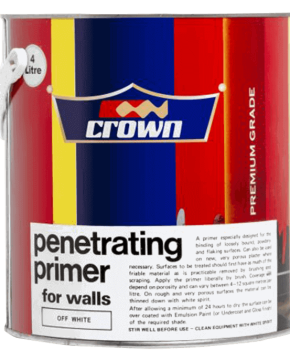 4
Litre
CROWN
PREMIUM GRADE
penetrating
primer
for walls
OFF WHITE
A primer especially designed for the
binding of loosely bound, powdery
and flaking surfaces. Can also be used
new, very porous plaster when
necessary. Surfaces to be treated should first have as much of the
friable material as is practicable removed by brushing and
scraping. Apply the primer liberally by brush. Coverage will
depend on porosity and can vary between 4–12 square metres per
litre. On rough and very porous surfaces the material can be
thinned down with white spirit.
After allowing a minimum of 24 hours to dry the surface can be
over coated with Emulsion Paint (or Undercoat and Gloss Finish)
of the required shade.
STIR WELL BEFORE USE – CLEAN EQUIPMENT WITH WHITE SPIRIT